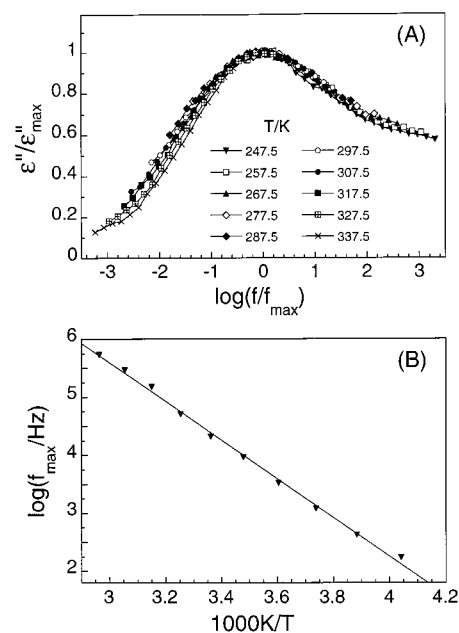 (A)
1
0.8
0.6
0.4
0.2
0
ε"/ε"max
T/K
247.5 297.5
257.5 307.5
267.5 317.5
277.5 327.5
287.5 337.5
-3 -2 -1 0 1 2 3
log(f/fmax)
(B)
6
5
4
3
2
log(fmax/Hz)
3 3.2 3.4 3.6 3.8 4 4.2
1000K/T